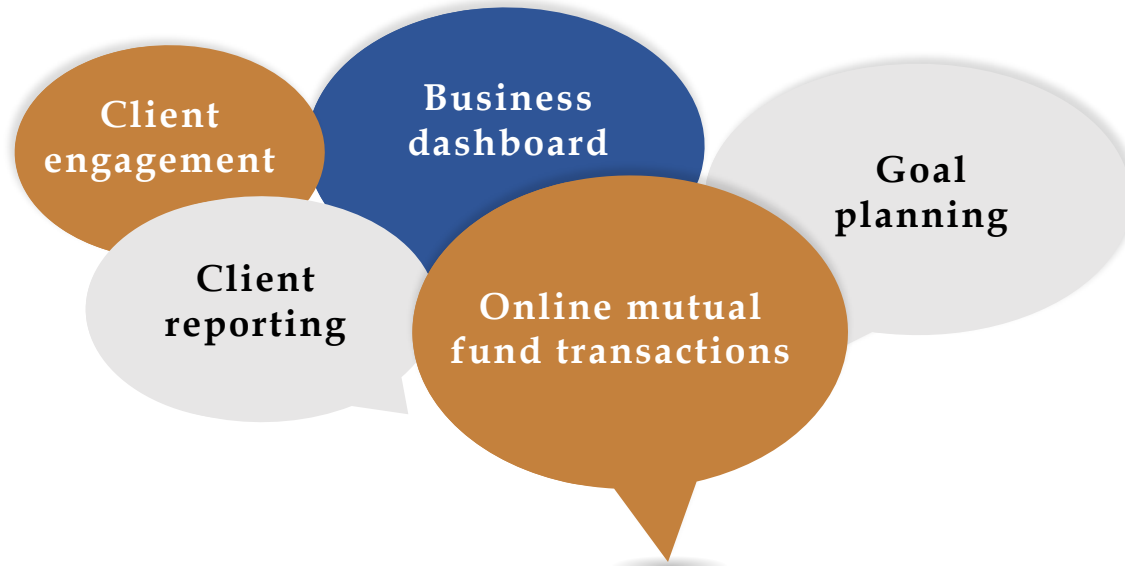 Client
engagement
Business
dashboard
Goal
planning
Client
reporting
Online mutual
fund transactions